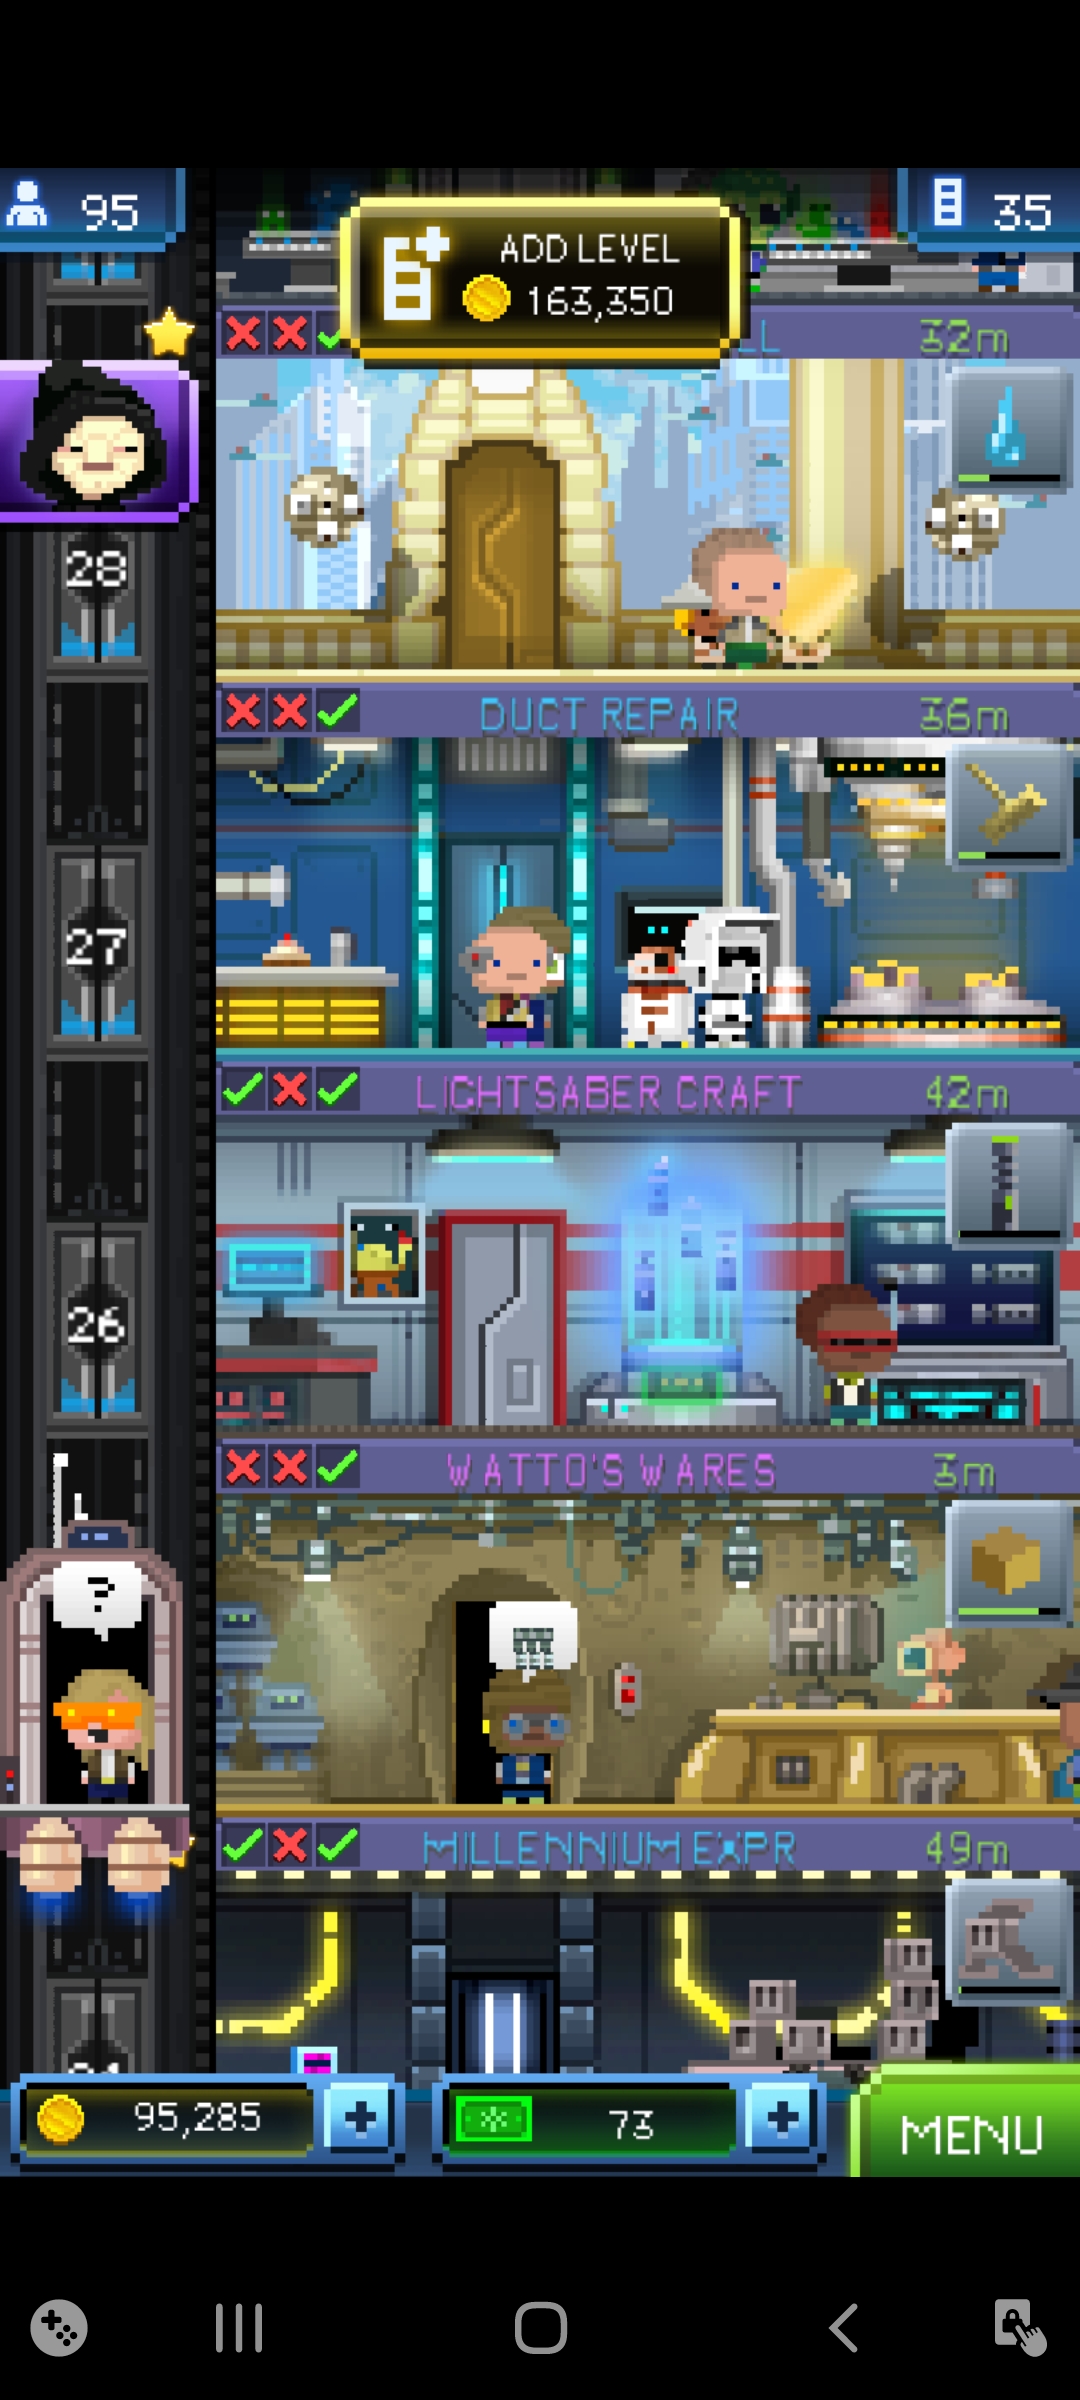 95
35
ADD LEVEL
163,350
LL 32m
28
DUCT REPAIR 36m
27
LIGHTSABER CRAFT 42m
26
WATTO'S WARES 3m
?
MILLENNIUM EXPR 49m
95,285
73
MENU